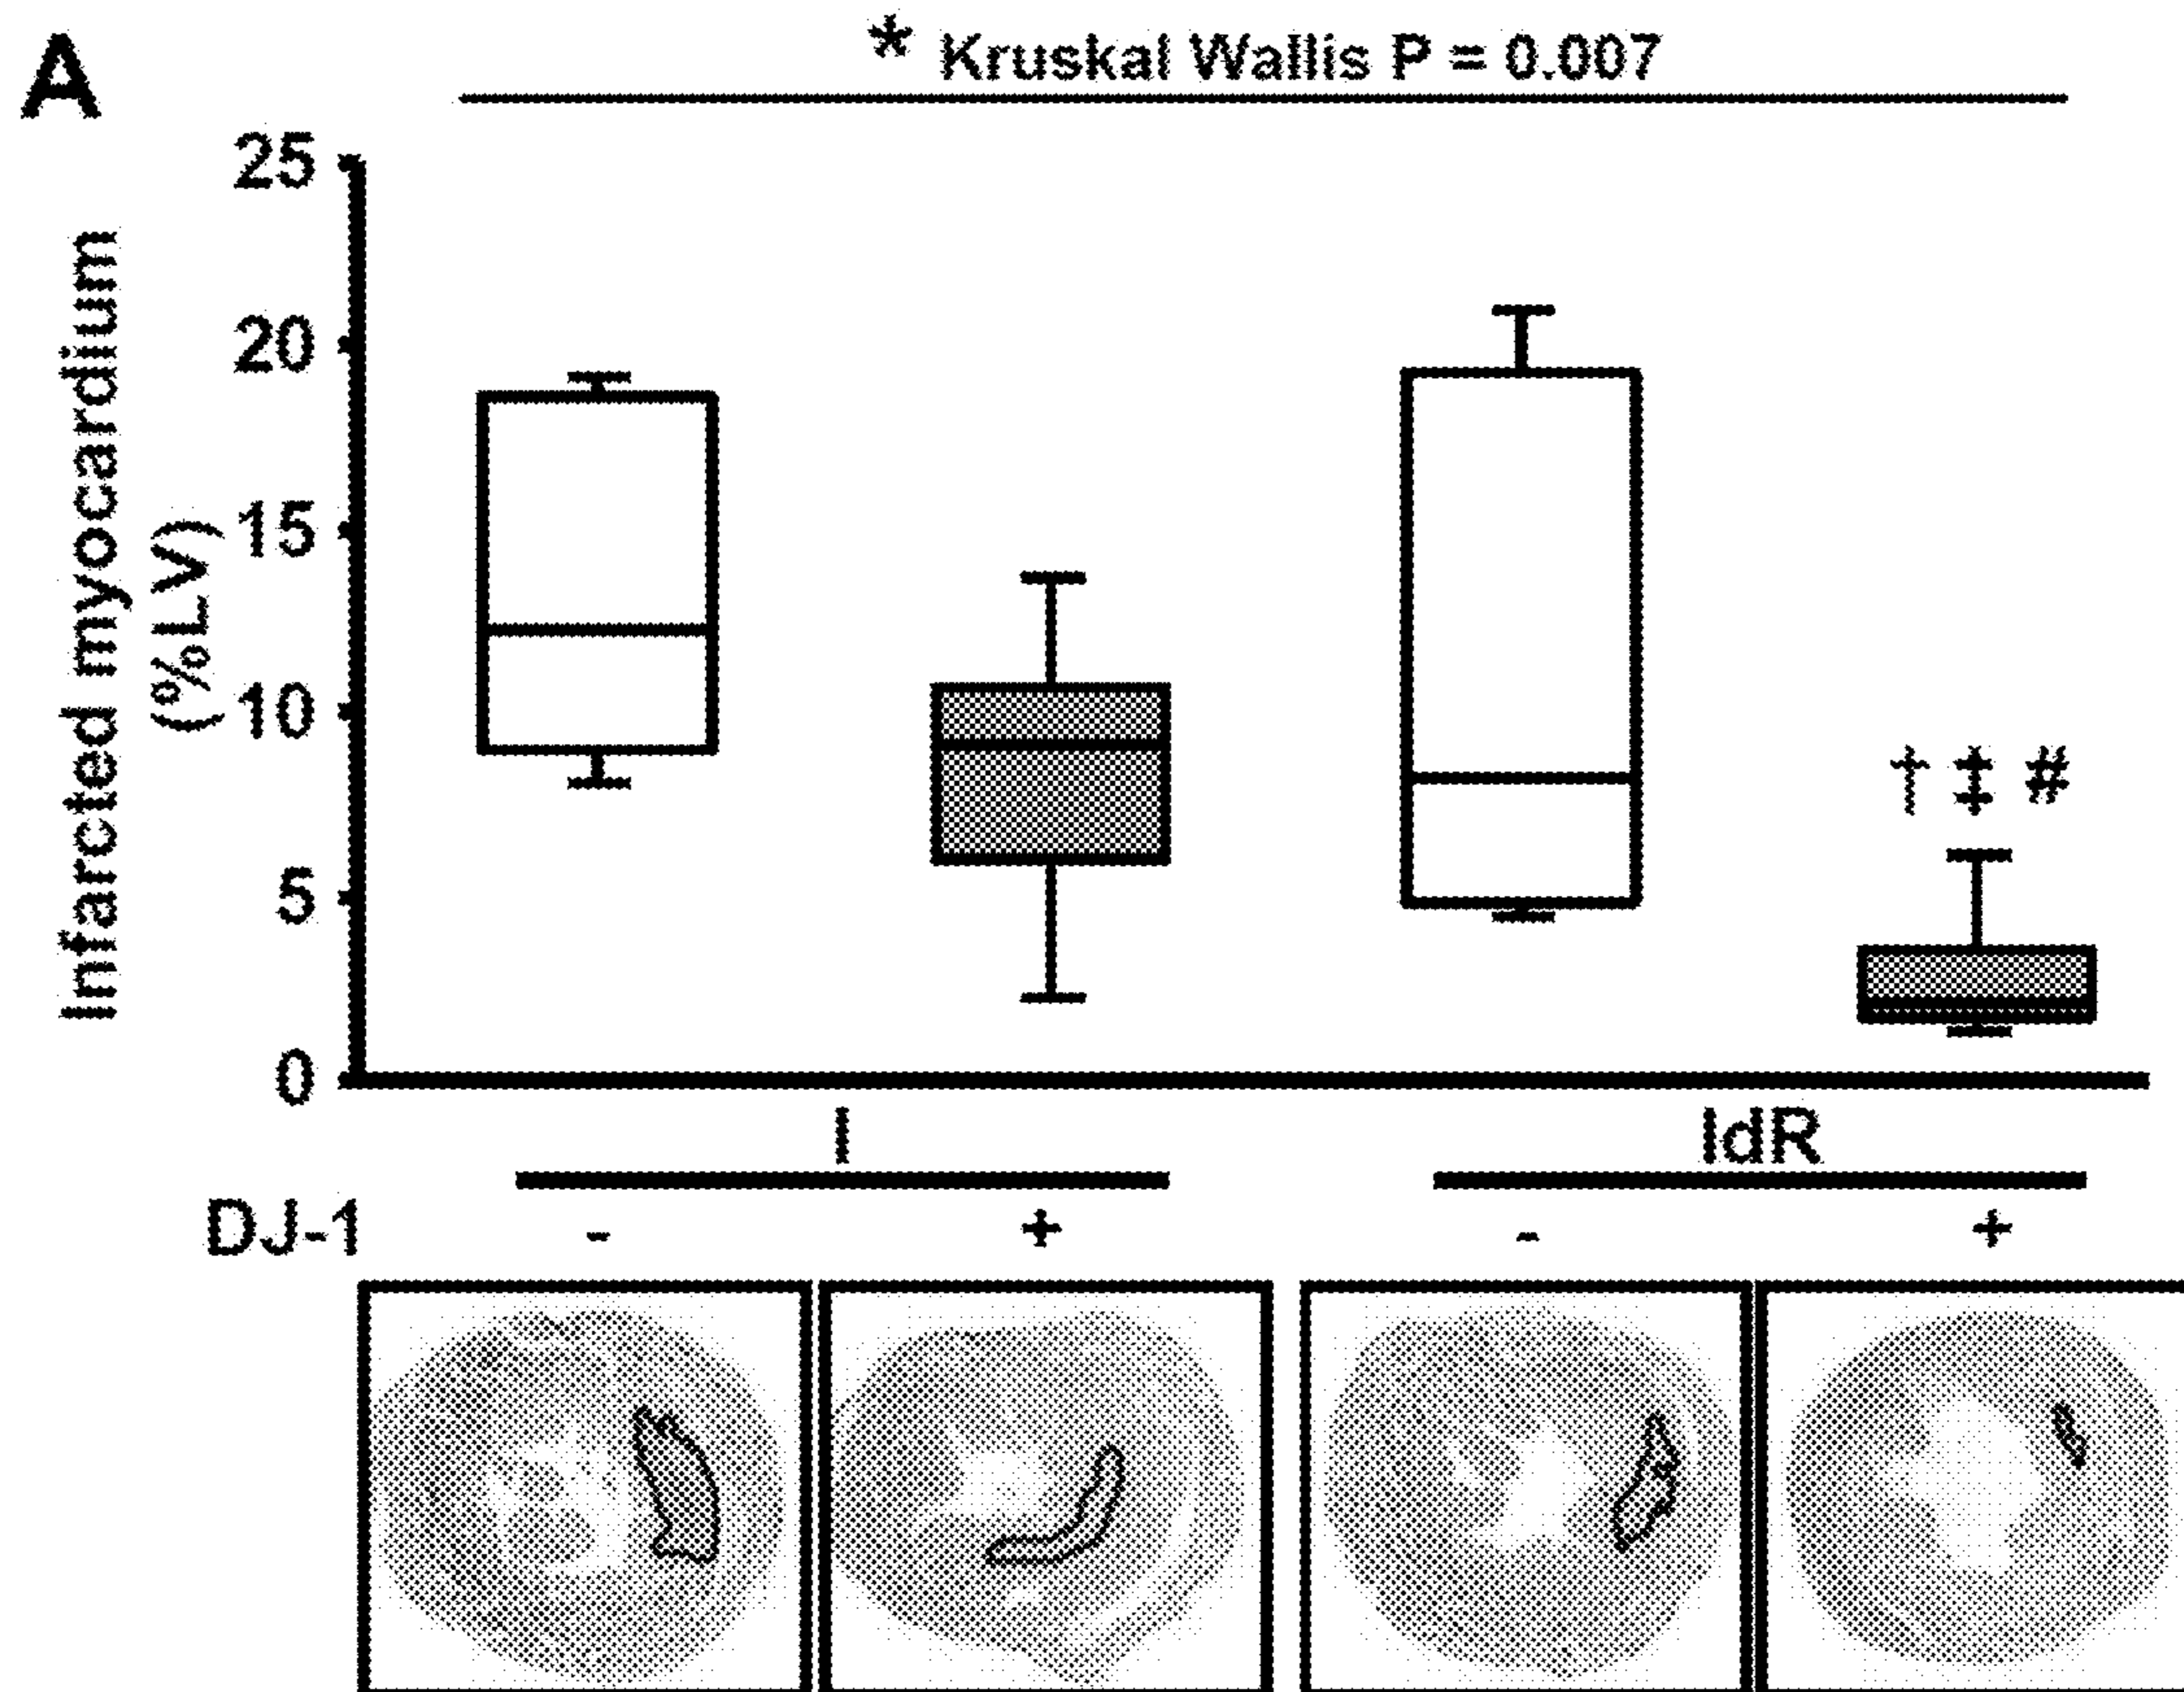 A
* Kruskal Wallis P = 0.007
Infarcted myocardium
(%LV)
25
20
15
10
5
0
† ‡ #
I IdR
DJ-1 - + - +